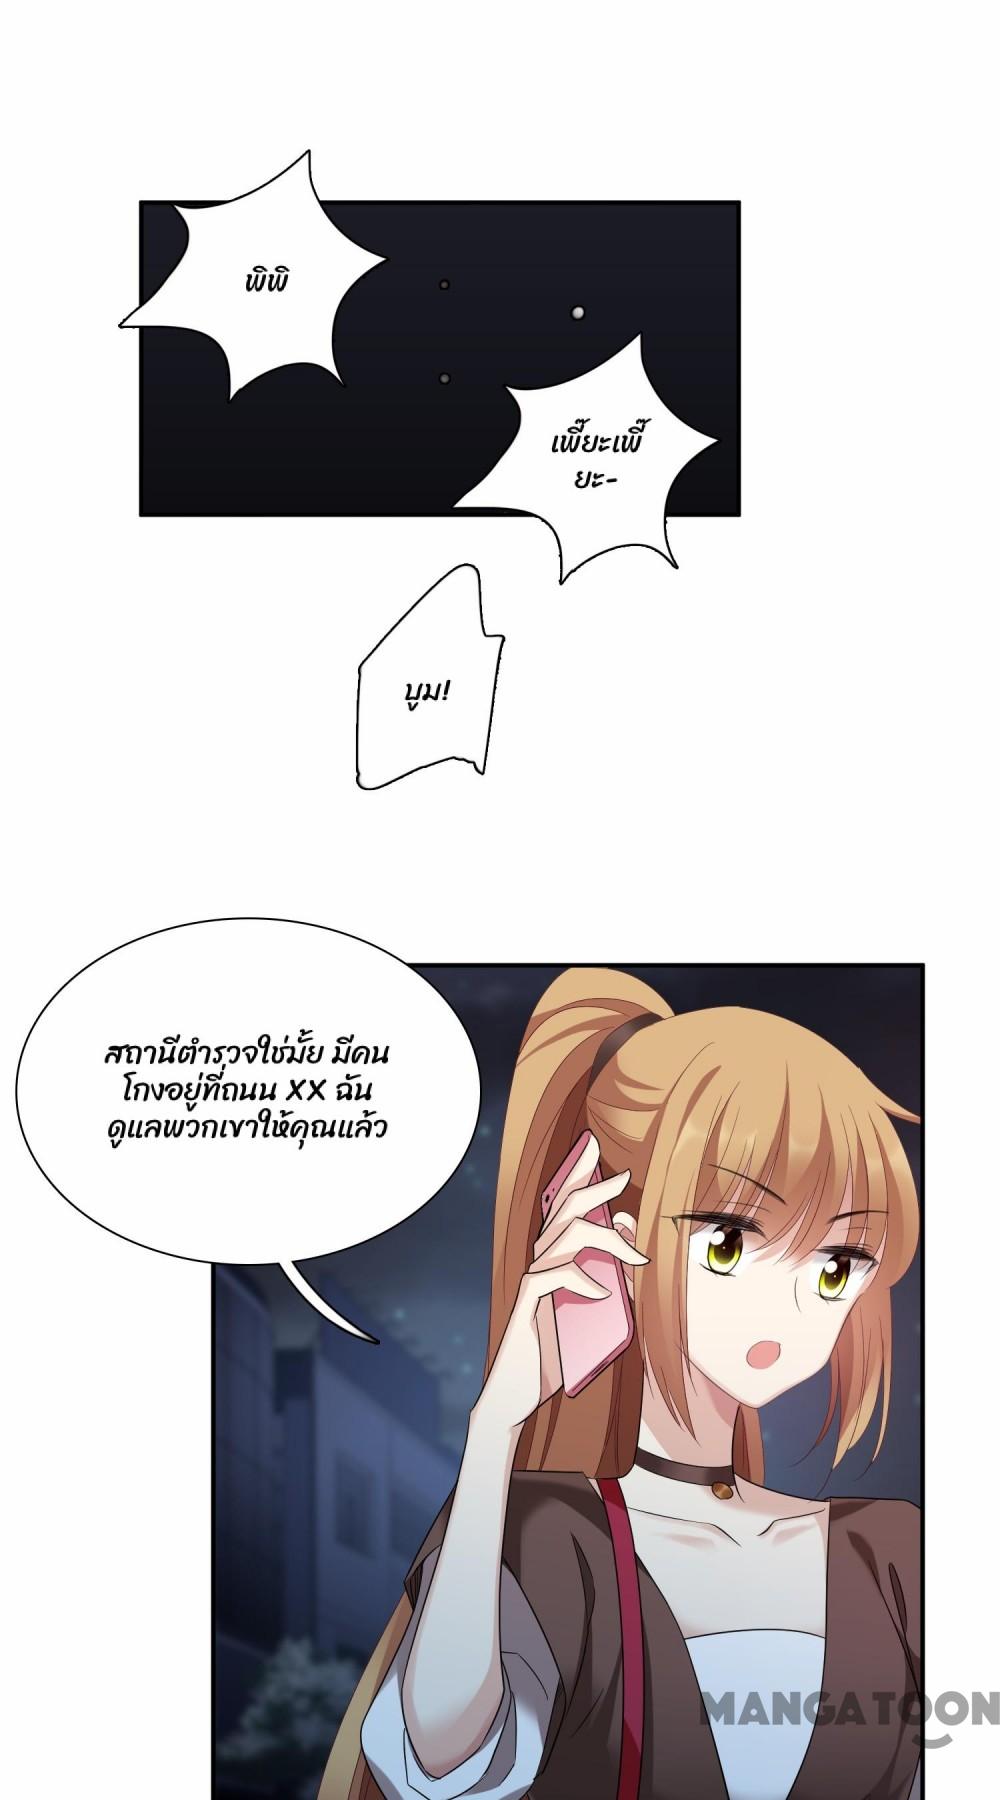 พิพิ
เพี๊ยะเพี๊
ยะ-
บูม!
สถานีตำรวจใช่มั้ย มีคน
โกงอยู่ที่ถนน XX ฉัน
ดูแลพวกเขาให้คุณแล้ว
MANGATOON